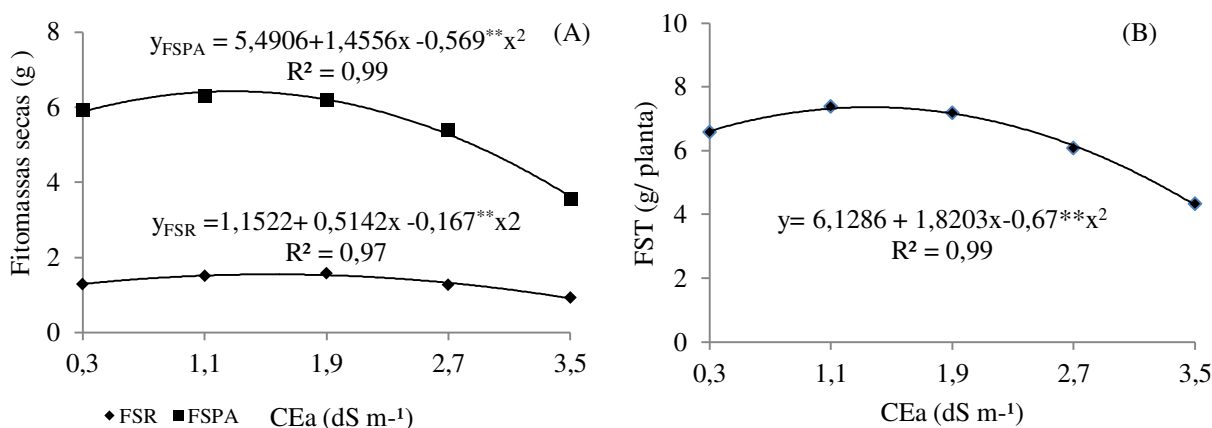 (A)
8
6
4
2
0
Fitomassas secas (g )
y_FSPA = 5,4906+1,4556x -0,569**x²
R² = 0,99
y_FSR =1,1522+ 0,5142x -0,167**x2
R² = 0,97
0,3 1,1 1,9 2,7 3,5
FSR FSPA CEa (dS m-¹)
(B)
10
8
6
4
2
0
FST (g/ planta)
y= 6,1286 + 1,8203x-0,67**x²
R² = 0,99
0,3 1,1 1,9 2,7 3,5
CEa (dS m-¹)